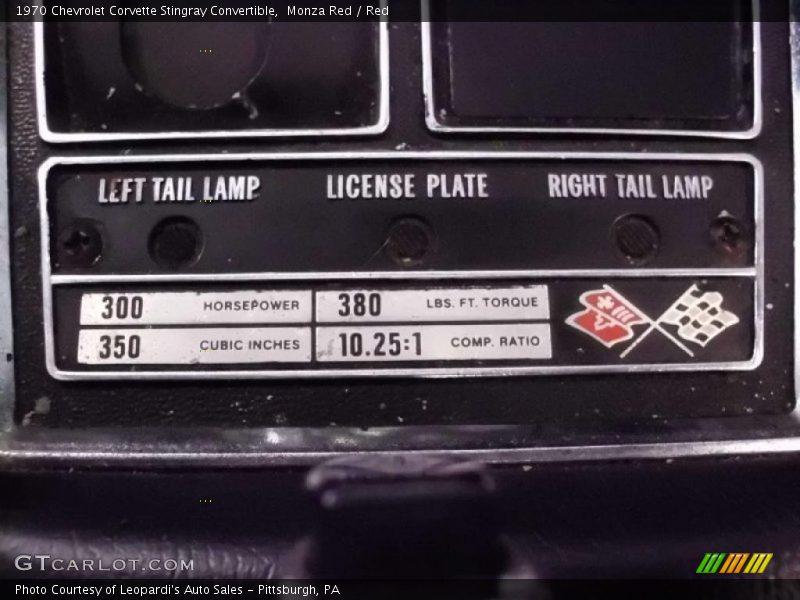 1970 Chevrolet Corvette Stingray Convertible, Monza Red / Red
LEFT TAIL LAMP LICENSE PLATE RIGHT TAIL LAMP
300 HORSEPOWER 380 LBS. FT. TORQUE
350 CUBIC INCHES 10.25:1 COMP. RATIO
GTCARLOT.COM
Photo Courtesy of Leopardi's Auto Sales - Pittsburgh, PA